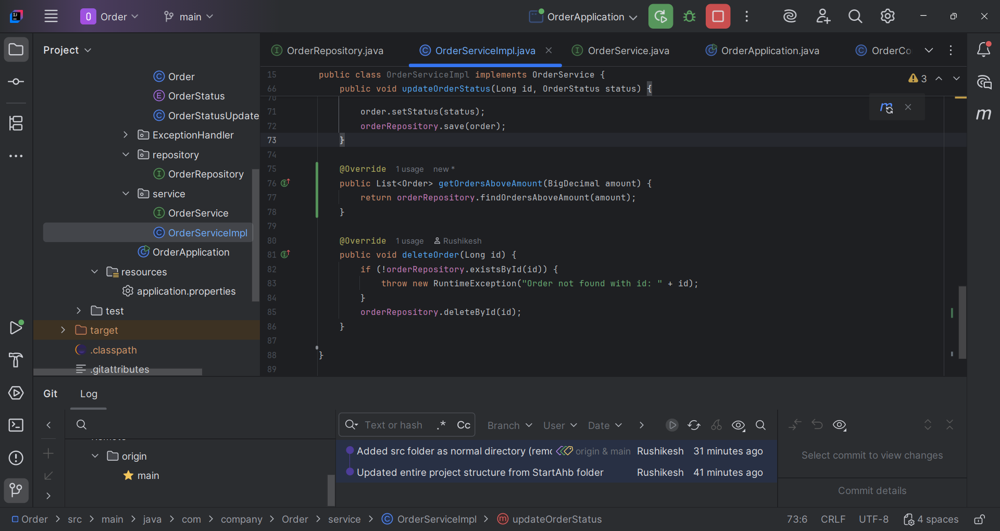 O Order main OrderApplication
Project
OrderRepository.java OrderServiceImpl.java OrderService.java OrderApplication.java OrderCo
Order
OrderStatus
OrderStatusUpdate
ExceptionHandler
repository
OrderRepository
service
OrderService
OrderServiceImpl
OrderApplication
resources
application.properties
test
target
.classpath
.gitattributes
15 public class OrderServiceImpl implements OrderService {
3
66 public void updateOrderStatus(Long id, OrderStatus status) {
70
71 order.setStatus(status);
72 orderRepository.save(order);
73 }
74
75 @Override 1 usage new *
76 public List<Order> getOrdersAboveAmount(BigDecimal amount) {
77 return orderRepository.findOrdersAboveAmount(amount);
78 }
79
80 @Override 1 usage Rushikesh
81 public void deleteOrder(Long id) {
82 if (!orderRepository.existsById(id)) {
83 throw new RuntimeException("Order not found with id: " + id);
84 }
85 orderRepository.deleteById(id);
86 }
87
88 }
89
Git Log
Text or hash .* Cc Branch User Date
origin
main
Added src folder as normal directory (remo origin & main Rushikesh 31 minutes ago
Updated entire project structure from StartAhb folder Rushikesh 41 minutes ago
Select commit to view changes
Commit details
Order > src > main > java > com > company > Order > service > OrderServiceImpl > updateOrderStatus
73:6 CRLF UTF-8 4 spaces